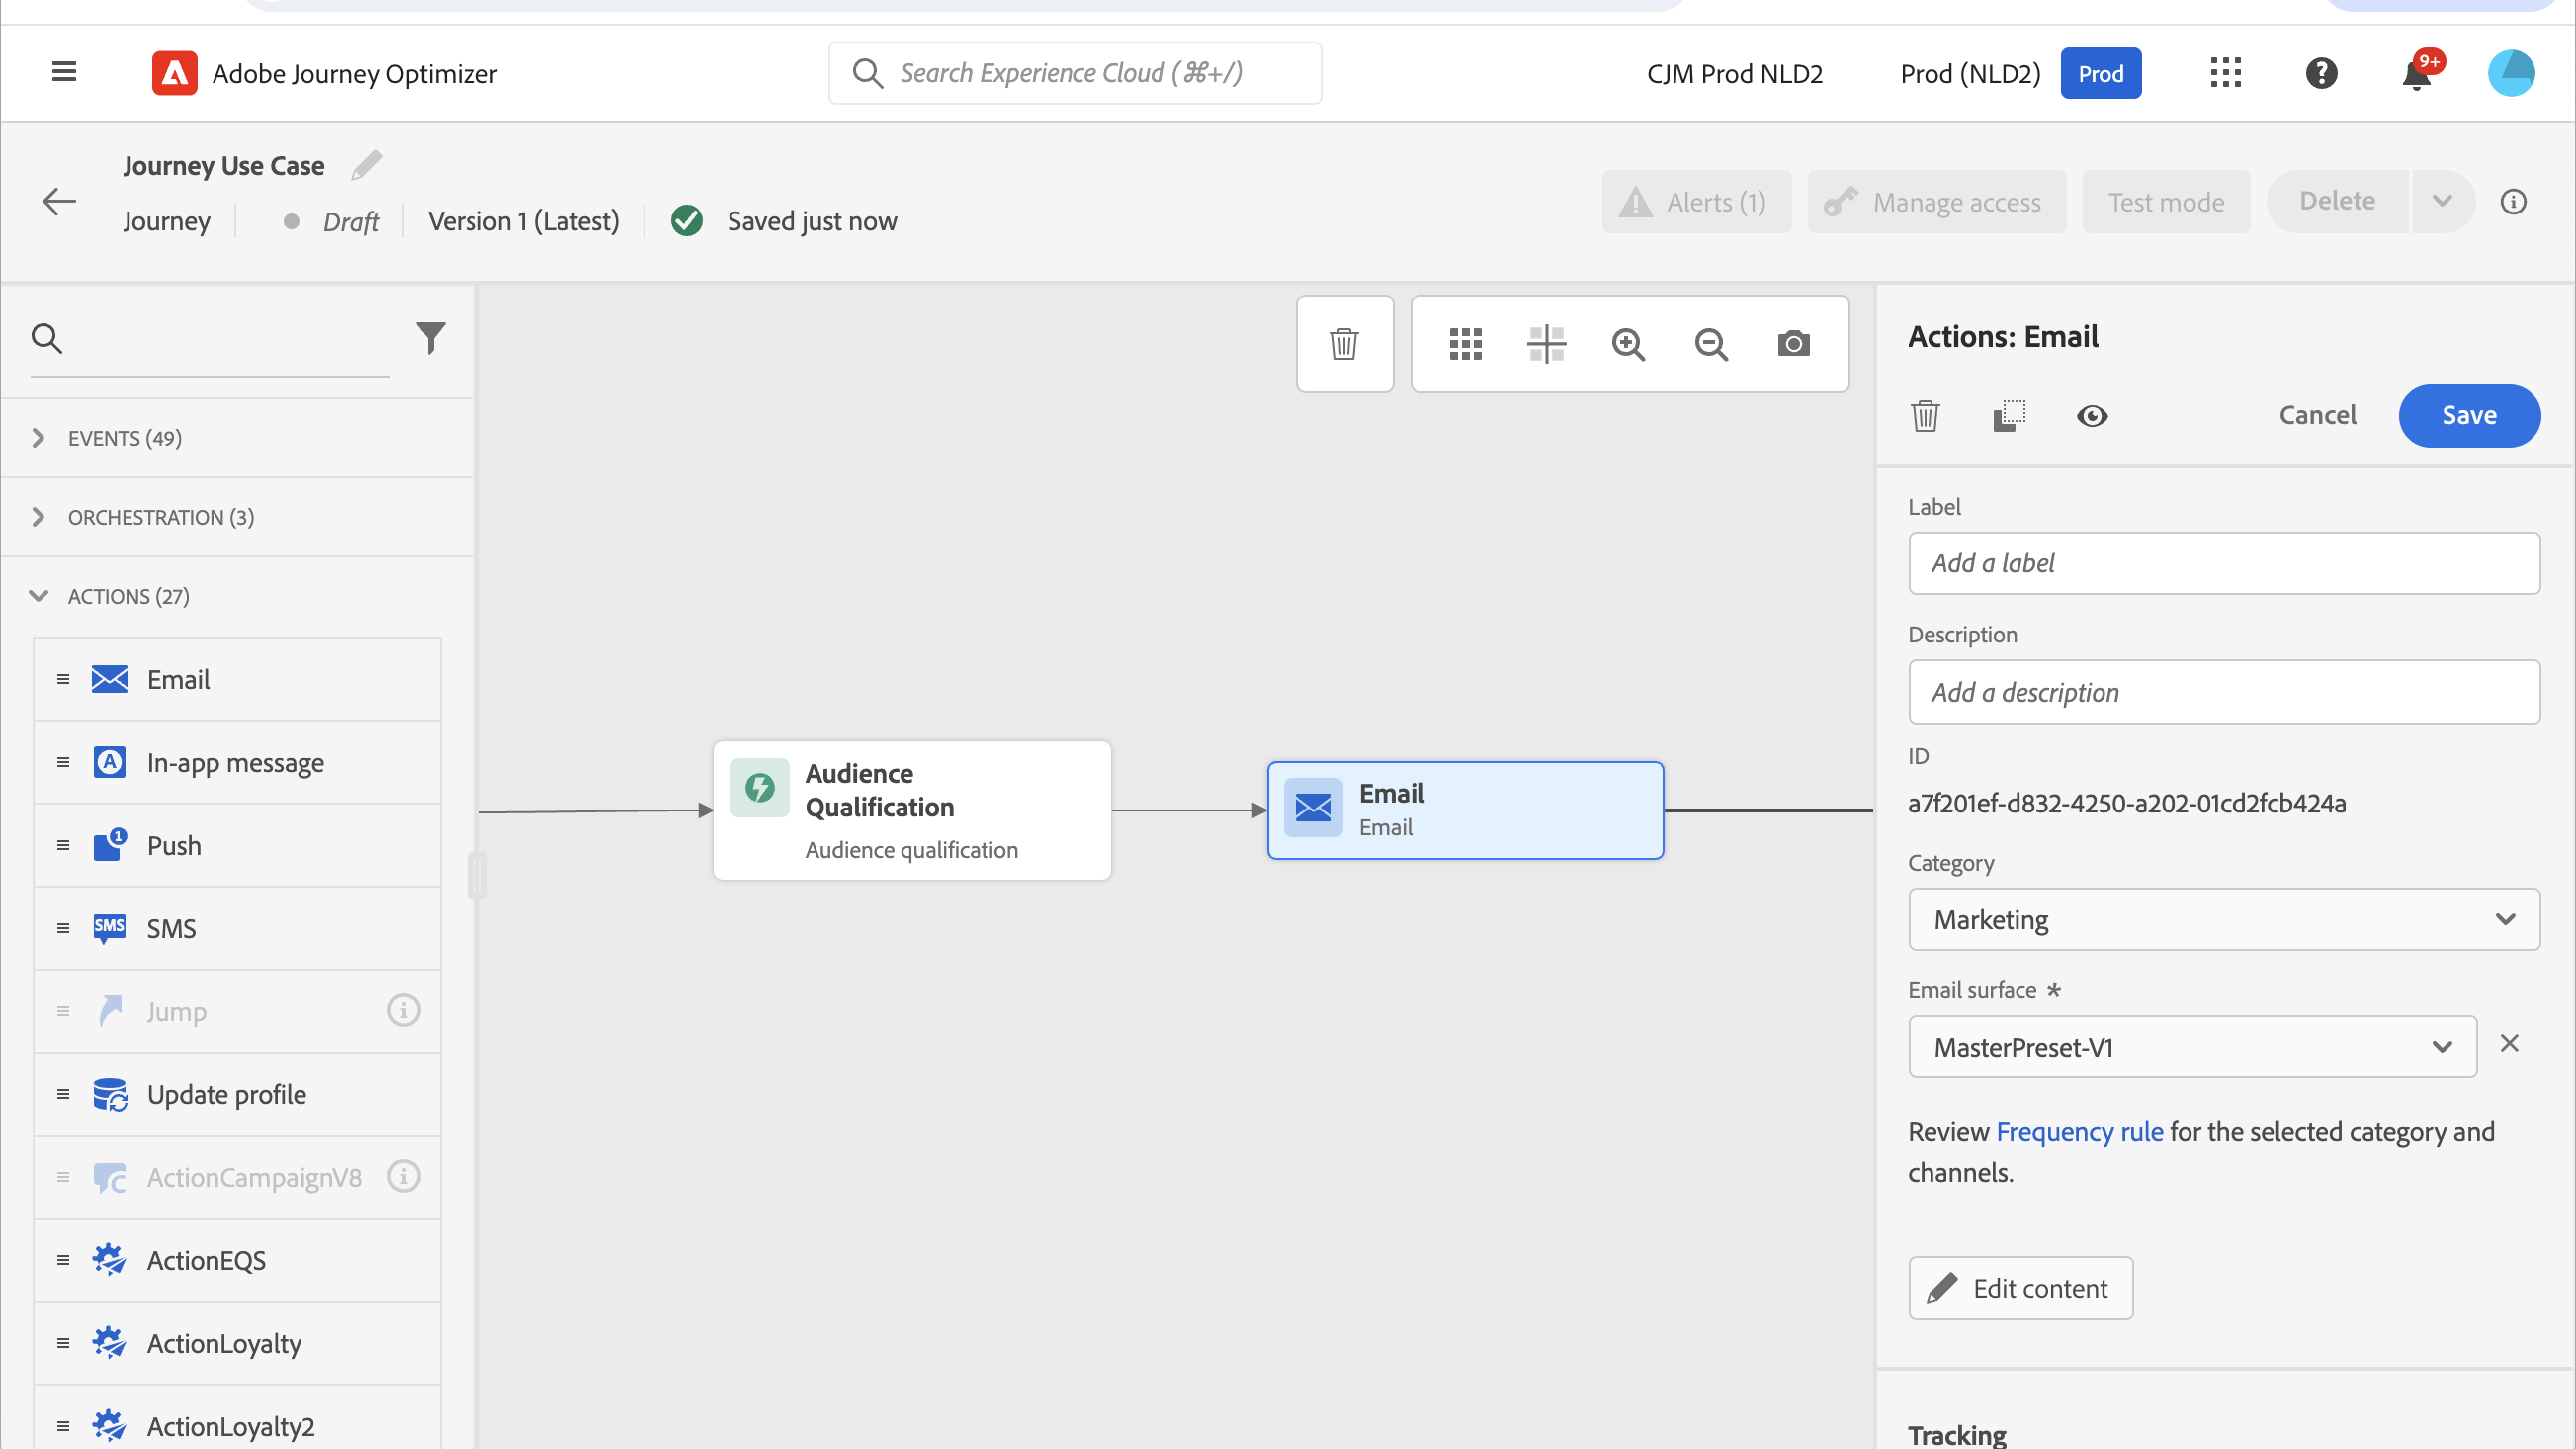 Adobe Journey Optimizer
Search Experience Cloud (⌘+/)
CJM Prod NLD2
Prod (NLD2)
Prod
9+
Journey Use Case
Journey
Draft
Version 1 (Latest)
Saved just now
Alerts (1)
Manage access
Test mode
Delete
EVENTS (49)
ORCHESTRATION (3)
ACTIONS (27)
Email
In-app message
1
Push
SMS
SMS
Jump
Update profile
ActionCampaignV8
ActionEQS
ActionLoyalty
ActionLoyalty2
Audience
Qualification
Audience qualification
Email
Email
Actions: Email
Cancel
Save
Label
Add a label
Description
Add a description
ID
a7f201ef-d832-4250-a202-01cd2fcb424a
Category
Marketing
Email surface *
MasterPreset-V1
Review Frequency rule for the selected category and
channels.
Edit content
Tracking